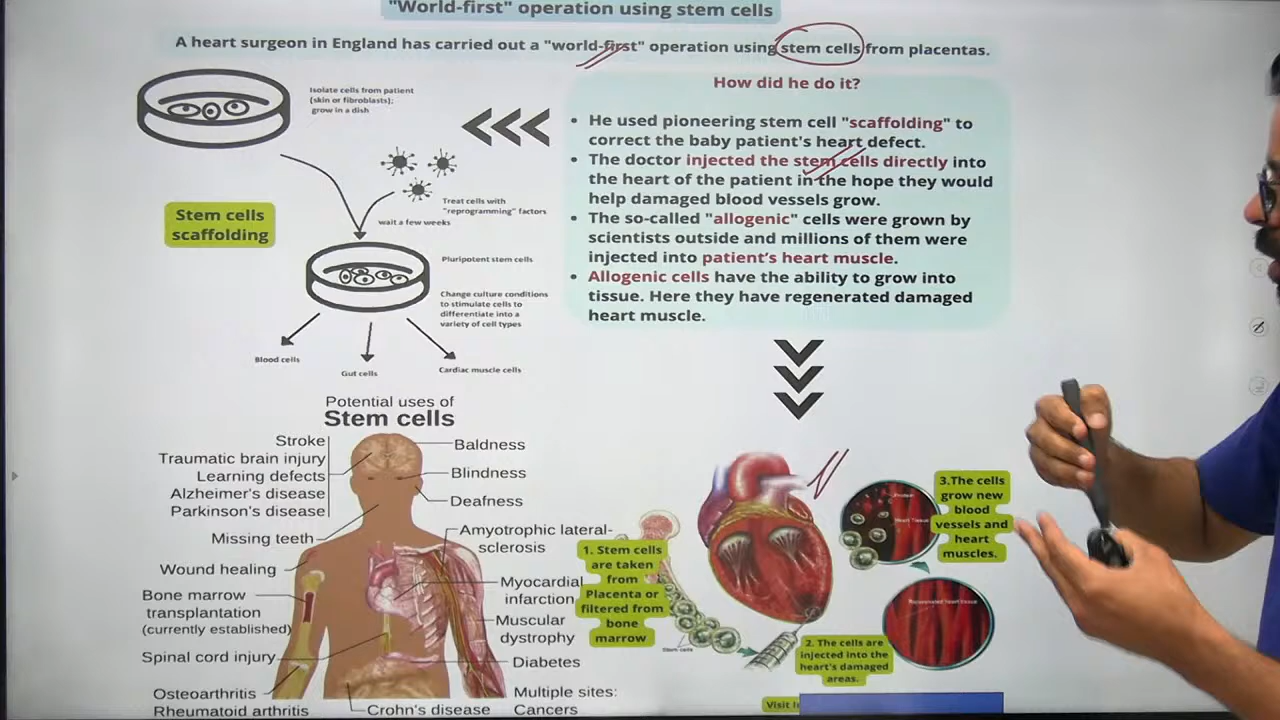 "World-first" operation using stem cells
A heart surgeon in England has carried out a "world-first" operation using stem cells from placentas.
Isolate cells from patient
(skin or fibroblasts);
grow in a dish
Treat cells with
"reprogramming" factors
wait a few weeks
Stem cells
scaffolding
Pluripotent stem cells
Change culture conditions
to stimulate cells to
differentiate into a
variety of cell types
Blood cells
Gut cells
Cardiac muscle cells
How did he do it?
• He used pioneering stem cell "scaffolding" to
correct the baby patient's heart defect.
• The doctor injected the stem cells directly into
the heart of the patient in the hope they would
help damaged blood vessels grow.
• The so-called "allogenic" cells were grown by
scientists outside and millions of them were
injected into patient's heart muscle.
• Allogenic cells have the ability to grow into
tissue. Here they have regenerated damaged
heart muscle.
Potential uses of
Stem cells
Stroke
Traumatic brain injury
Learning defects
Alzheimer's disease
Parkinson's disease
Missing teeth
Wound healing
Bone marrow
transplantation
(currently established)
Spinal cord injury
Osteoarthritis
Rheumatoid arthritis
Baldness
Blindness
Deafness
Amyotrophic lateral-
sclerosis
Myocardial
infarction
Muscular
dystrophy
Diabetes
Multiple sites:
Cancers
Crohn's disease
1. Stem cells
are taken
from
Placenta or
filtered from
bone
marrow
Stem cells
2. The cells are
injected into the
heart's damaged
areas.
Protein
Heart Tissue
3.The cells
grow new
blood
vessels and
heart
muscles.
Regenerated heart tissue
Visit